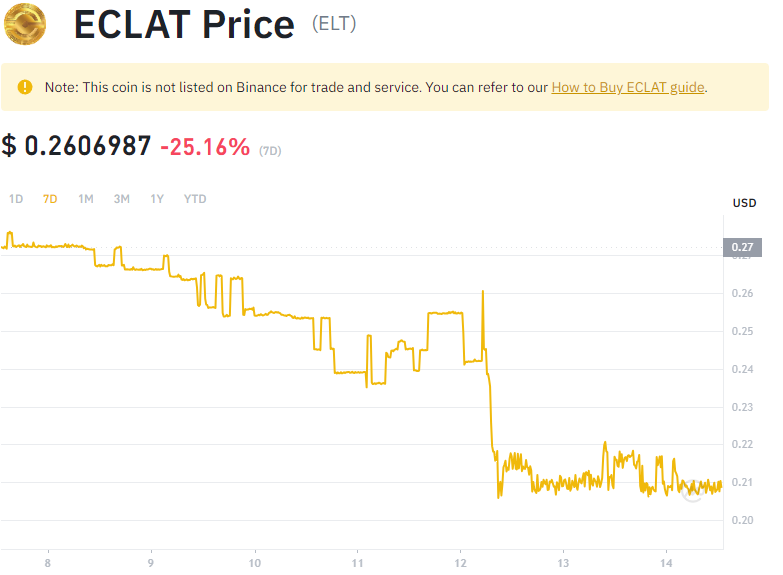 ECLAT Price (ELT)
Note: This coin is not listed on Binance for trade and service. You can refer to our How to Buy ECLAT guide.
$ 0.2606987 -25.16% (7D)
1D 7D 1M 3M 1Y YTD
USD
0.27
0.27
0.26
0.25
0.24
0.23
0.22
0.21
0.20
8 9 10 11 12 13 14